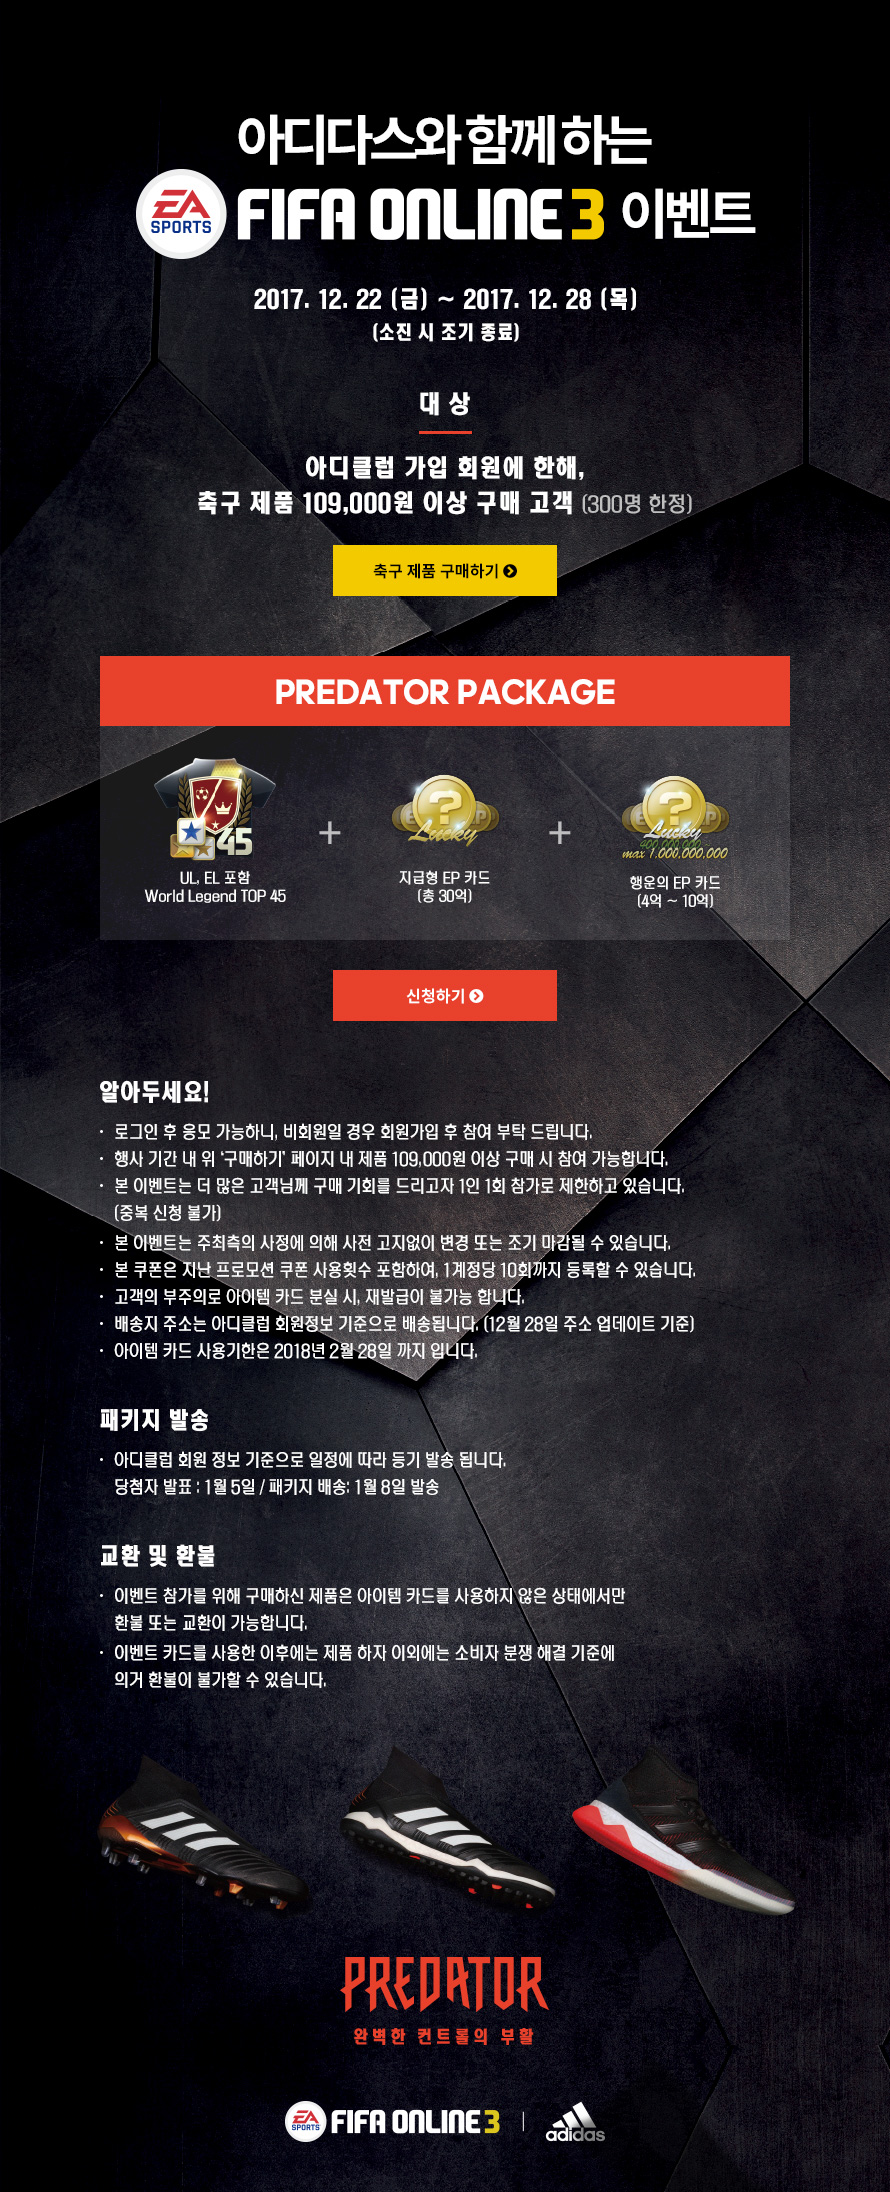 아디다스와 함께 하는
EA SPORTS FIFA ONLINE 3 이벤트
2017. 12. 22 (금) ~ 2017. 12. 28 (목)
(소진 시 조기 종료)
대 상
아디클럽 가입 회원에 한해,
축구 제품 109,000원 이상 구매 고객 (300명 한정)
축구 제품 구매하기
PREDATOR PACKAGE
45
+
Lucky
+
Lucky
400.000.000
max 1.000.000.000
UL, EL 포함
World Legend TOP 45
지급형 EP 카드
(총 30억)
행운의 EP 카드
(4억 ~ 10억)
신청하기
알아두세요!
· 로그인 후 응모 가능하니, 비회원일 경우 회원가입 후 참여 부탁 드립니다.
· 행사 기간 내 위 '구매하기' 페이지 내 제품 109,000원 이상 구매 시 참여 가능합니다.
· 본 이벤트는 더 많은 고객님께 구매 기회를 드리고자 1인 1회 참가로 제한하고 있습니다.
(중복 신청 불가)
· 본 이벤트는 주최측의 사정에 의해 사전 고지없이 변경 또는 조기 마감될 수 있습니다.
· 본 쿠폰은 지난 프로모션 쿠폰 사용횟수 포함하여, 1계정당 10회까지 등록할 수 있습니다.
· 고객의 부주의로 아이템 카드 분실 시, 재발급이 불가능 합니다.
· 배송지 주소는 아디클럽 회원정보 기준으로 배송됩니다. (12월 28일 주소 업데이트 기준)
· 아이템 카드 사용기한은 2018년 2월 28일 까지 입니다.
패키지 발송
· 아디클럽 회원 정보 기준으로 일정에 따라 등기 발송 됩니다.
당첨자 발표 : 1월 5일 / 패키지 배송: 1월 8일 발송
교환 및 환불
· 이벤트 참가를 위해 구매하신 제품은 아이템 카드를 사용하지 않은 상태에서만
환불 또는 교환이 가능합니다.
· 이벤트 카드를 사용한 이후에는 제품 하자 이외에는 소비자 분쟁 해결 기준에
의거 환불이 불가할 수 있습니다.
PREDATOR
완벽한 컨트롤의 부활
EA SPORTS FIFA ONLINE 3 | adidas